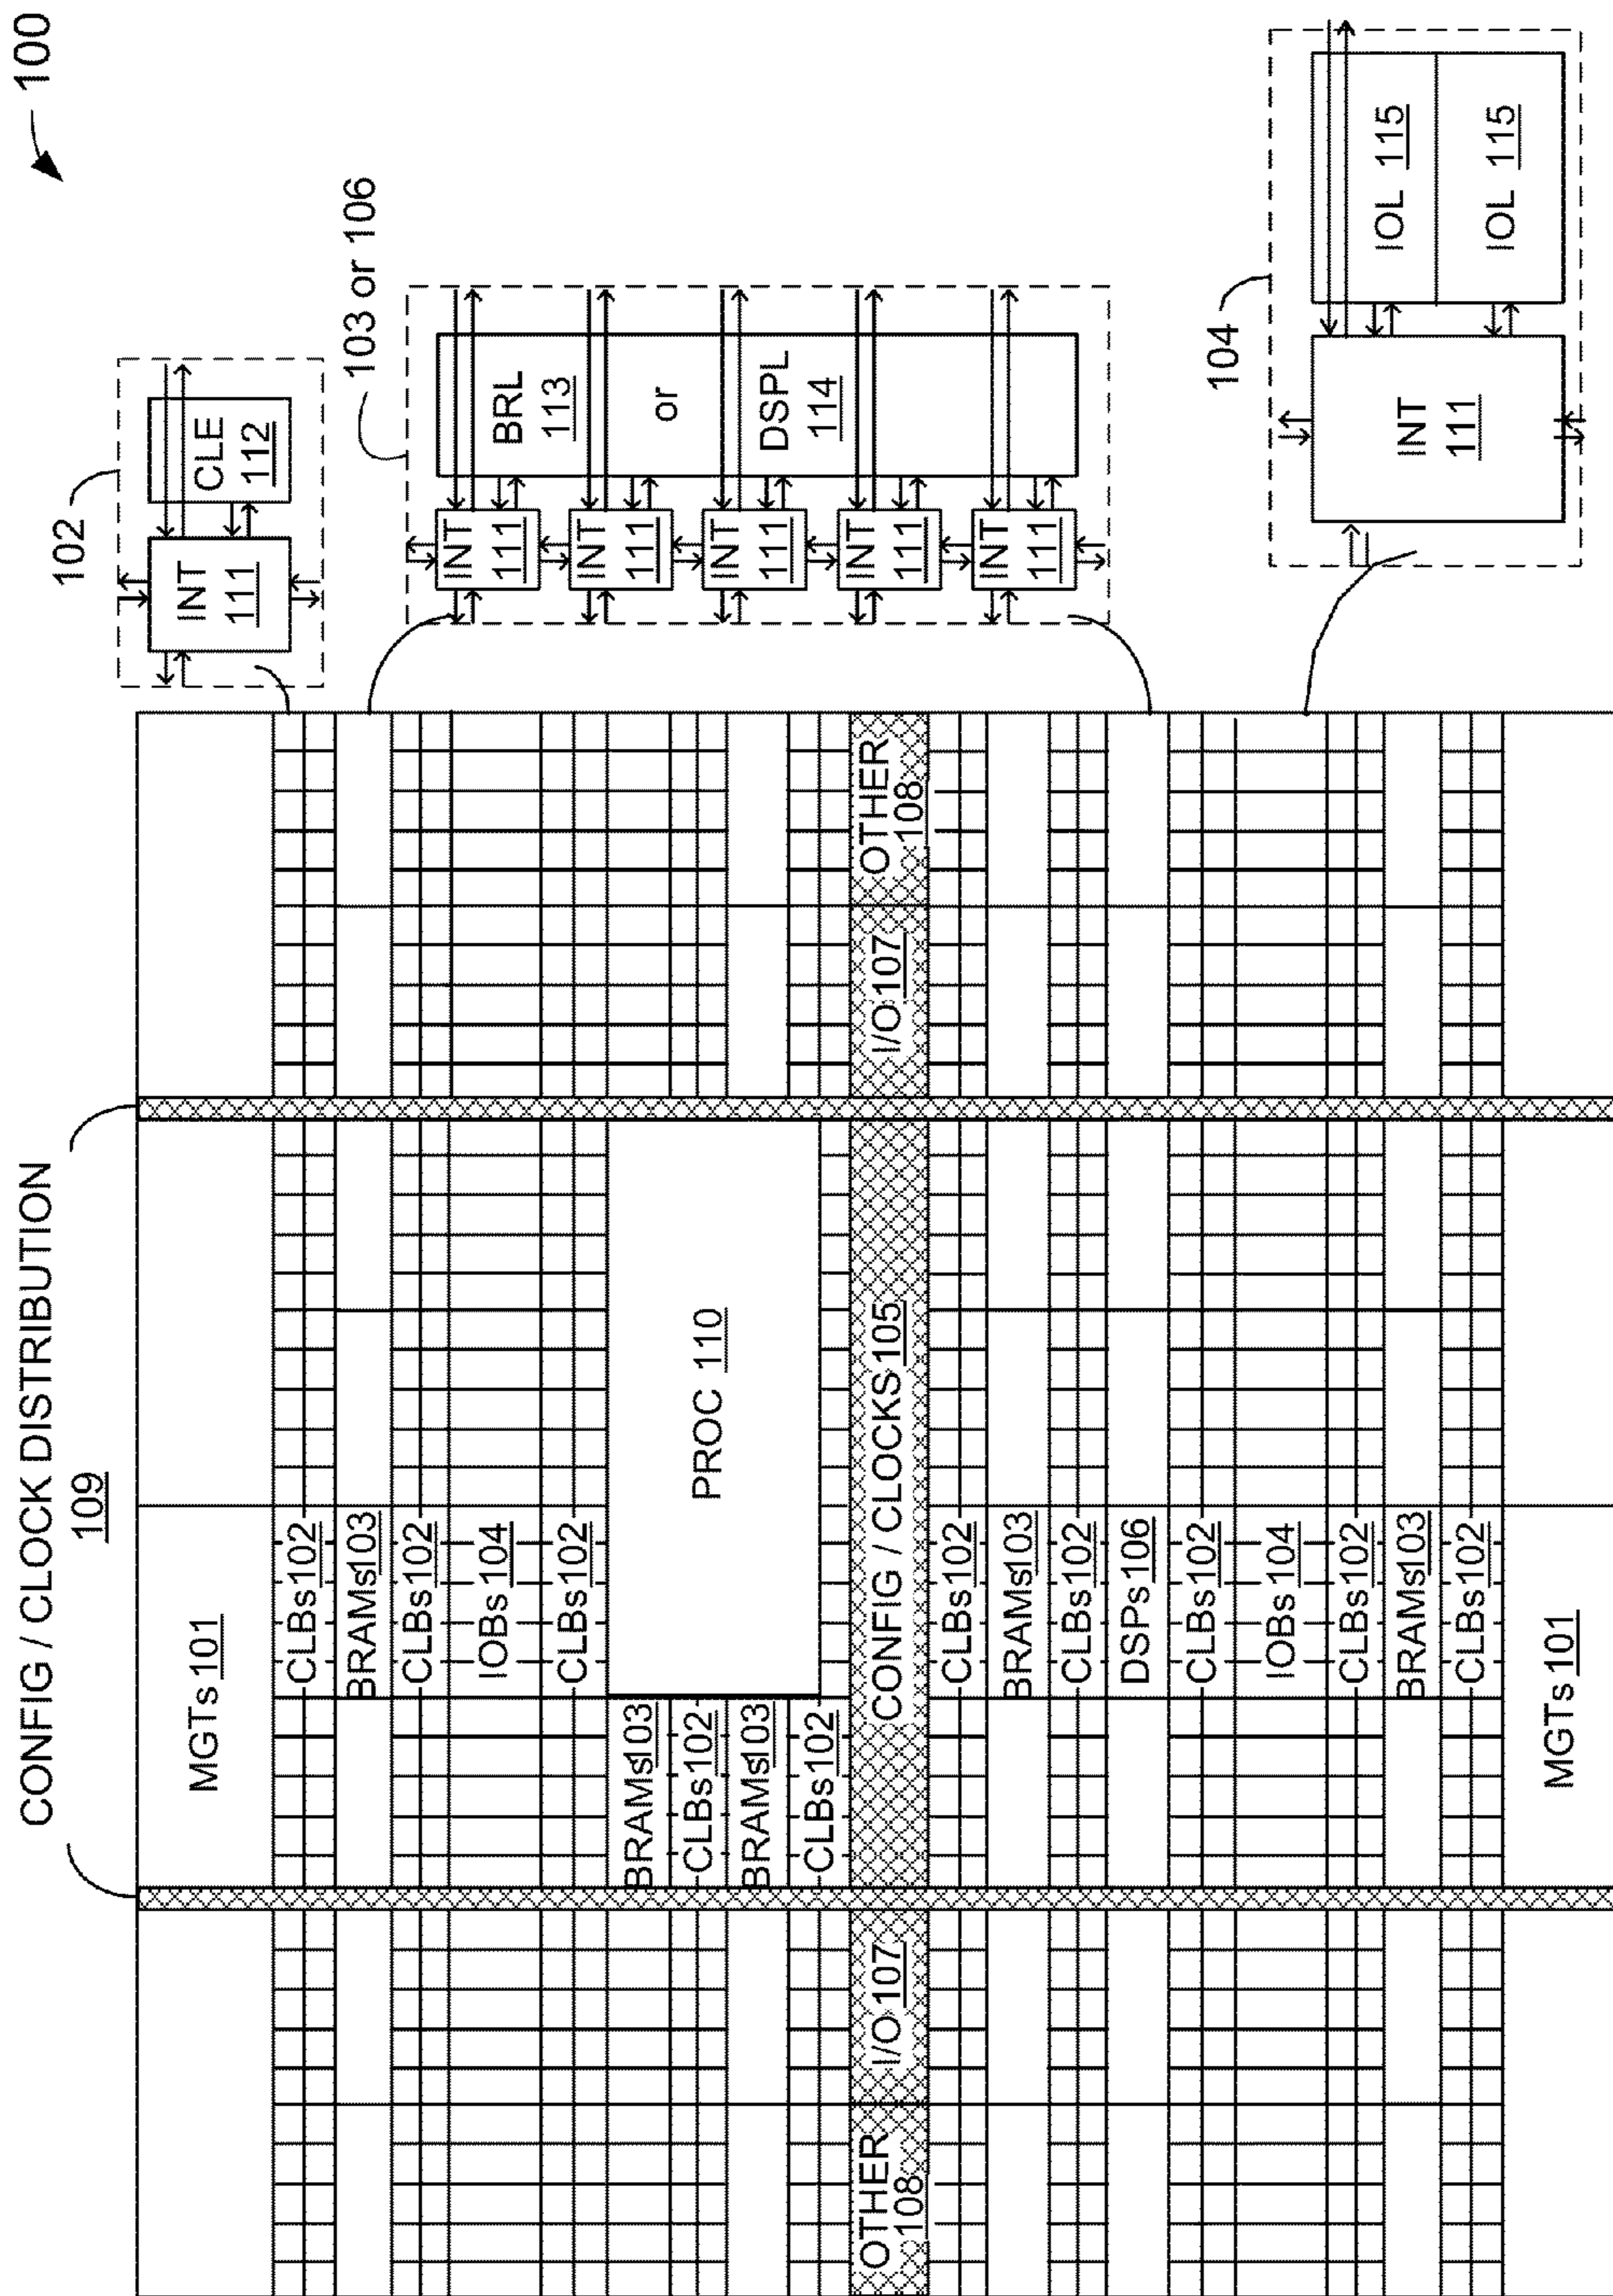 100
CONFIG / CLOCK DISTRIBUTION
109
MGTs 101
CLBs 102
BRAMs 103
CLBs 102
IOBs 104
CLBs 102
PROC 110
BRAMs 103
CLBs 102
BRAMs 103
CLBs 102
OTHER
108
I/O 107
CONFIG / CLOCKS 105
I/O 107
OTHER
108
CLBs 102
BRAMs 103
CLBs 102
DSPs 106
CLBs 102
IOBs 104
CLBs 102
BRAMs 103
CLBs 102
MGTs 101
102
INT
111
CLE
112
103 or 106
INT
111
INT
111
INT
111
INT
111
INT
111
BRL
113
or
DSPL
114
104
INT
111
IOL 115
IOL 115